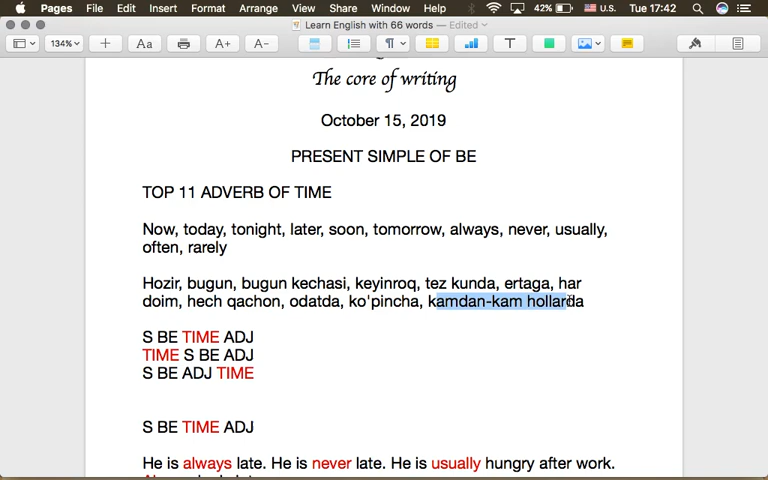 Pages File Edit Insert Format Arrange View Share Window Help 42% U.S. Tue 17:42
Learn English with 66 words — Edited
134% Aa A+ A- ¶ T
The core of writing
October 15, 2019
PRESENT SIMPLE OF BE
TOP 11 ADVERB OF TIME
Now, today, tonight, later, soon, tomorrow, always, never, usually,
often, rarely
Hozir, bugun, bugun kechasi, keyinroq, tez kunda, ertaga, har
doim, hech qachon, odatda, ko'pincha, kamdan-kam hollarda
S BE TIME ADJ
TIME S BE ADJ
S BE ADJ TIME
S BE TIME ADJ
He is always late. He is never late. He is usually hungry after work.